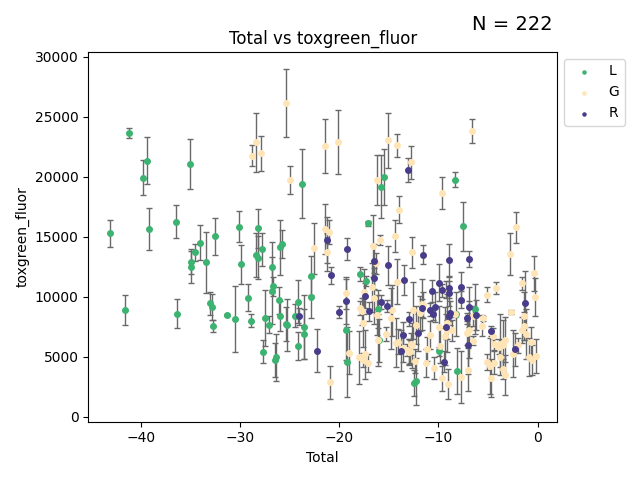 N = 222
Total vs toxgreen_fluor
30000
25000
20000
15000
10000
5000
0
toxgreen_fluor
−40 −30 −20 −10 0
Total
L
G
R